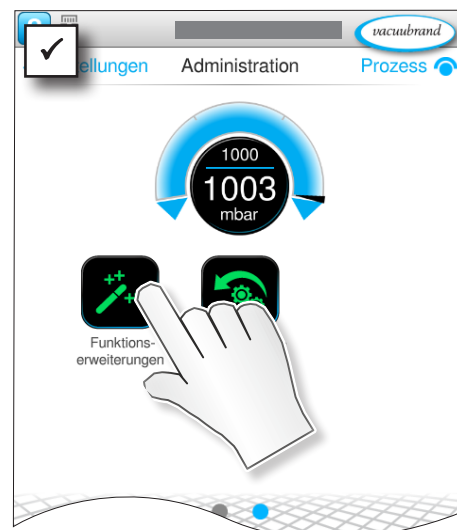 vacuubrand
ellungen Administration Prozess
1000
1003
mbar
Funktions-
erweiterungen